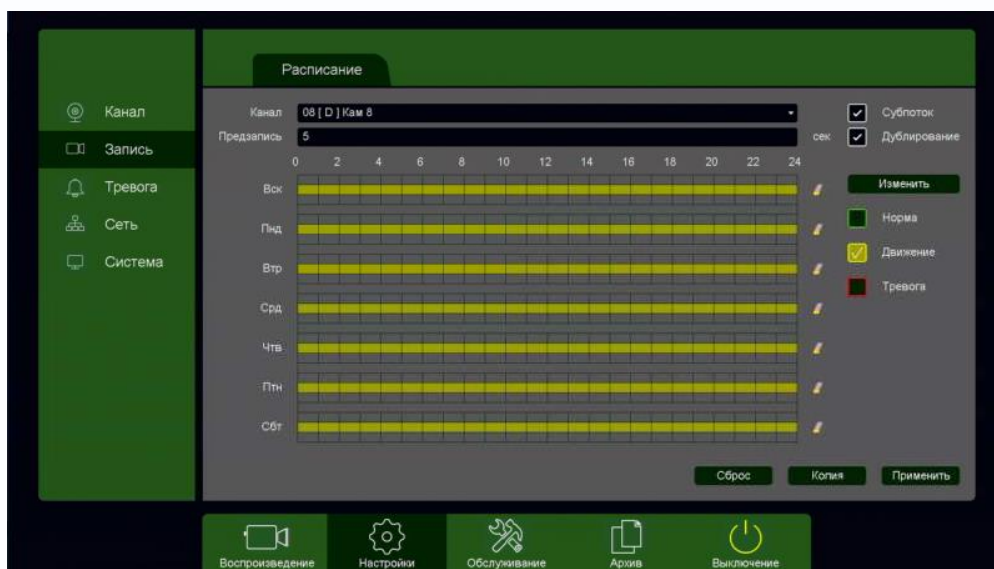 Расписание
Канал
Запись
Тревога
Сеть
Система
Канал 08 [ D ] Кам 8 Субпоток
Предзапись 5 сек Дублирование
0 2 4 6 8 10 12 14 16 18 20 22 24
Вск Изменить
Пнд Норма
Втр Движение
Срд Тревога
Чтв
Птн
Сбт
Сброс Копия Применить
Воспроизведение Настройки Обслуживание Архив Выключение